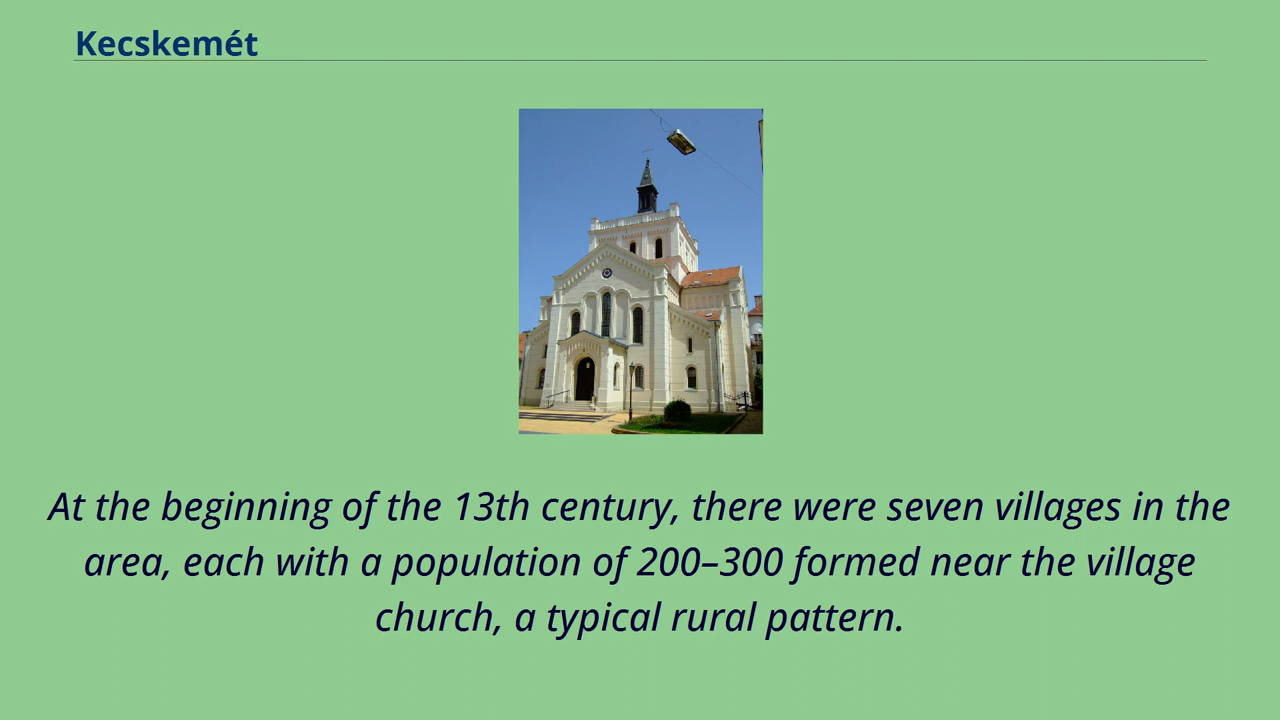 Kecskemét
At the beginning of the 13th century, there were seven villages in the
area, each with a population of 200–300 formed near the village
church, a typical rural pattern.